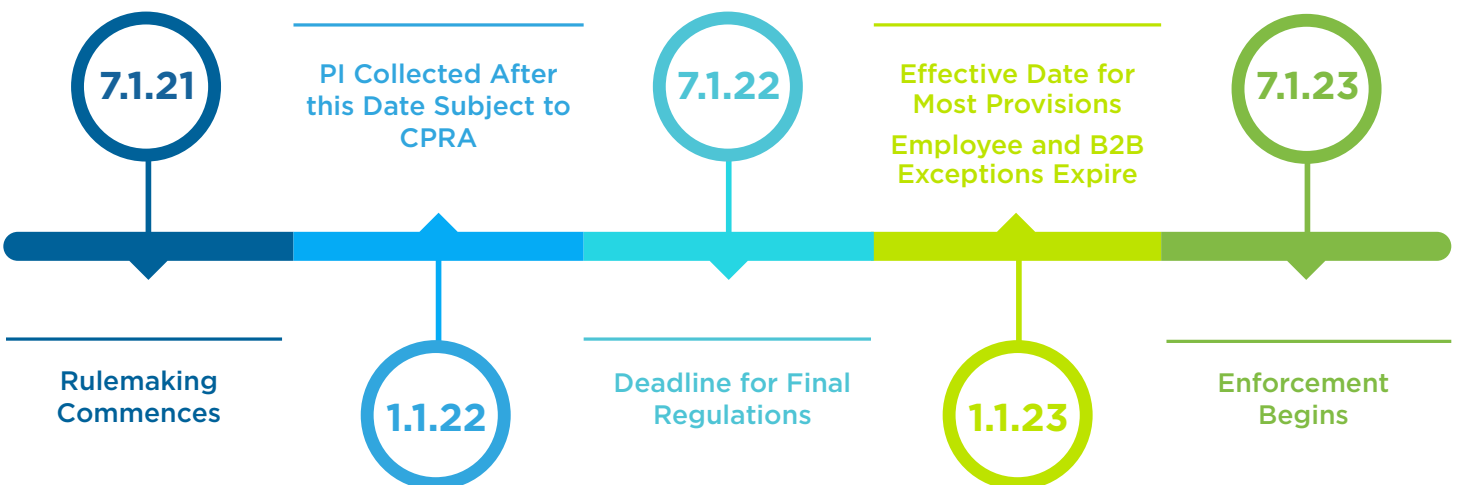 7.1.21
Rulemaking
Commences
PI Collected After
this Date Subject to
CPRA
1.1.22
7.1.22
Deadline for Final
Regulations
Effective Date for
Most Provisions
Employee and B2B
Exceptions Expire
1.1.23
7.1.23
Enforcement
Begins